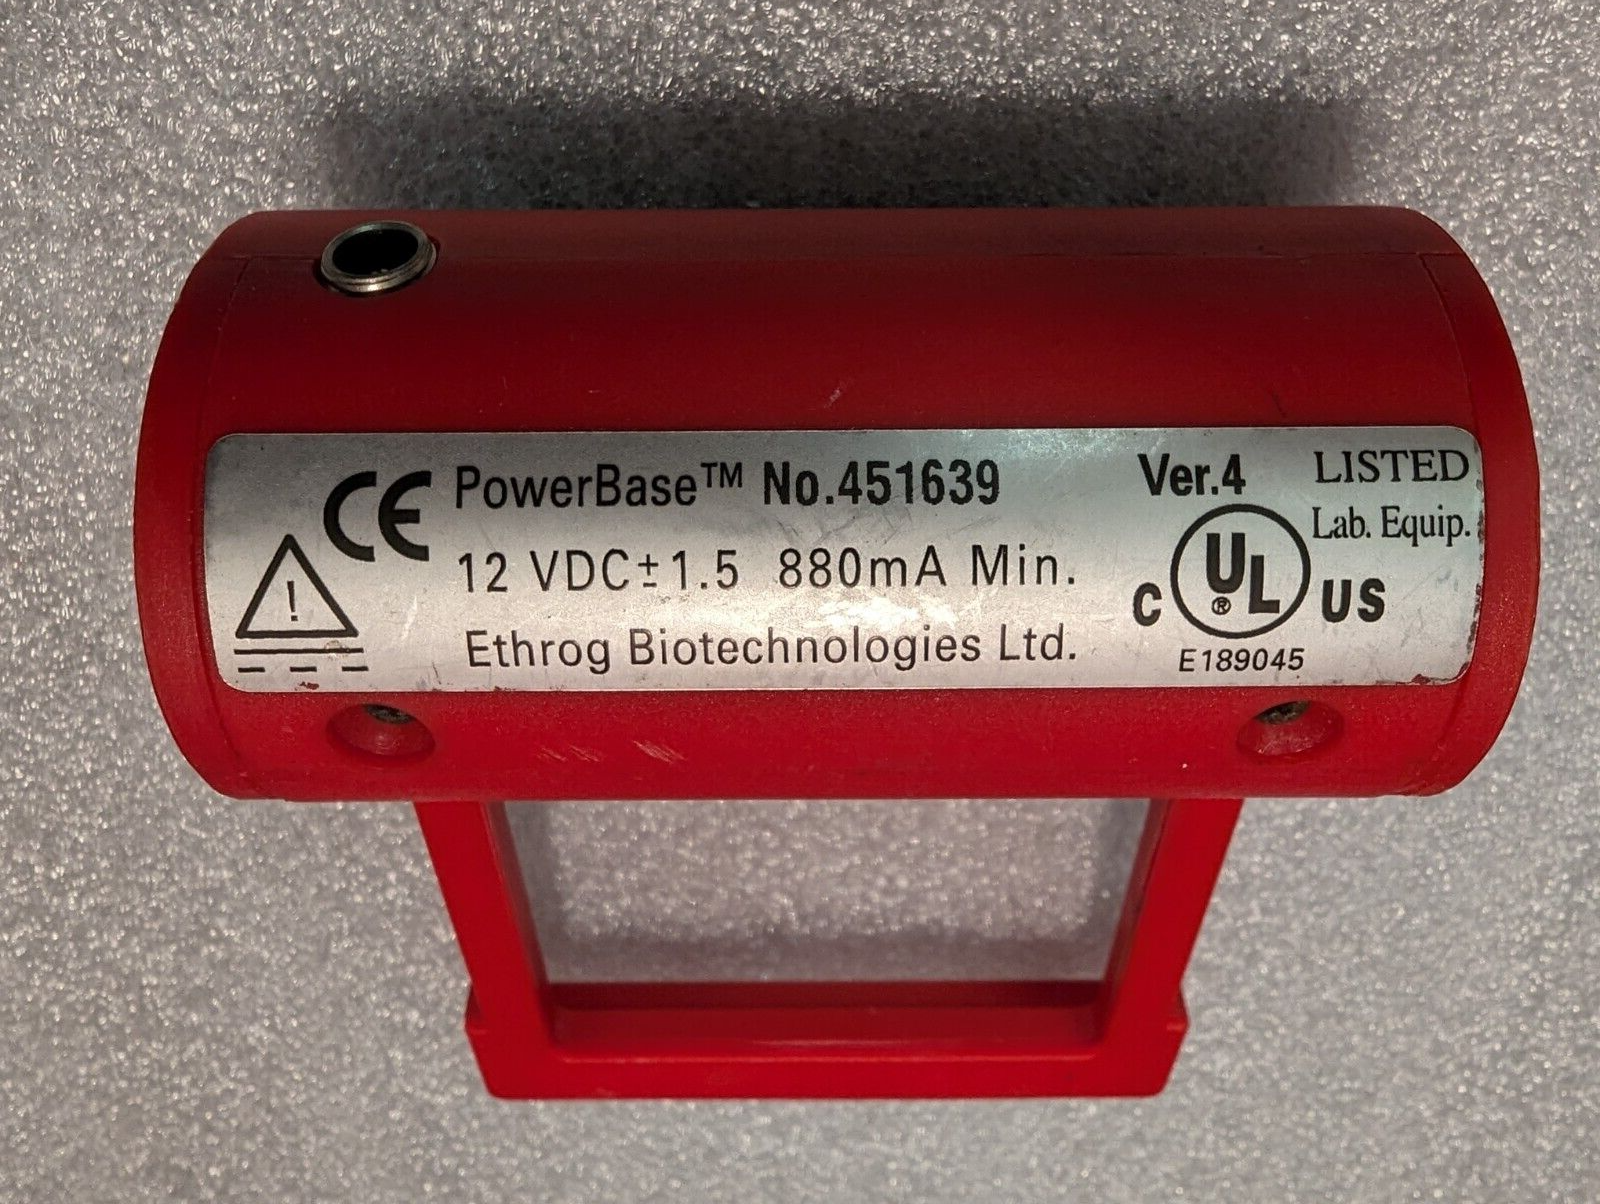 CE PowerBase™ No.451639 Ver.4 LISTED
Lab. Equip.
12 VDC±1.5 880mA Min.
C UL® US
Ethrog Biotechnologies Ltd.
E189045
!